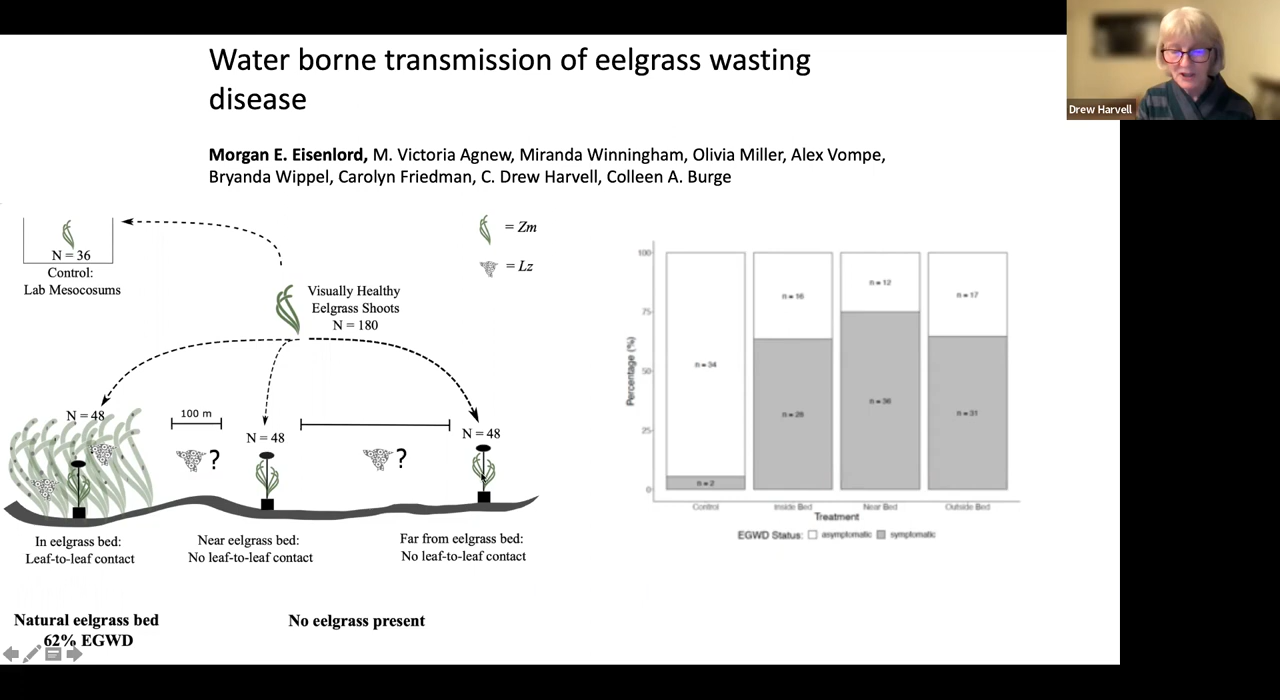 Water borne transmission of eelgrass wasting
disease
Drew Harvell
Morgan E. Eisenlord, M. Victoria Agnew, Miranda Winningham, Olivia Miller, Alex Vompe,
Bryanda Wippel, Carolyn Friedman, C. Drew Harvell, Colleen A. Burge
N = 36
Control:
Lab Mesocosums
= Zm
= Lz
Visually Healthy
Eelgrass Shoots
N = 180
N = 48
100 m
N = 48
N = 48
?
?
In eelgrass bed:
Leaf-to-leaf contact
Near eelgrass bed:
No leaf-to-leaf contact
Far from eelgrass bed:
No leaf-to-leaf contact
Natural eelgrass bed
62% EGWD
No eelgrass present
Percentage (%)
100
75
50
25
0
n = 34
n = 2
n = 16
n = 28
n = 12
n = 36
n = 17
n = 31
Control
Inside Bed
Near Bed
Outside Bed
Treatment
EGWD Status: asymptomatic symptomatic